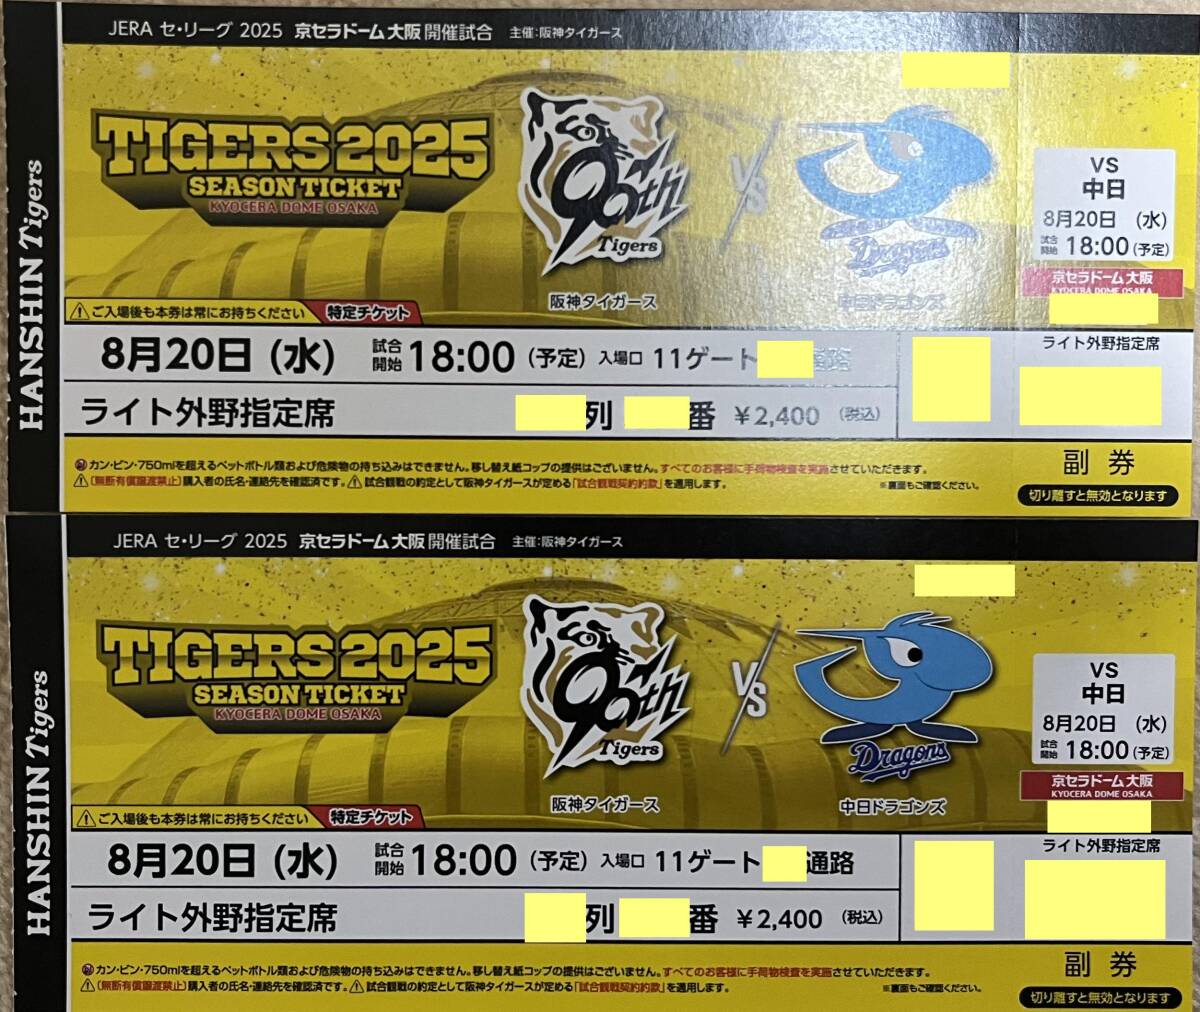 JERA セ・リーグ 2025 京セラドーム大阪開催試合 主催:阪神タイガース
HANSHIN Tigers
TIGERS 2025
SEASON TICKET
KYOCERA DOME OSAKA
90th
Tigers
阪神タイガース
VS
Dragons
中日ドラゴンズ
VS
中日
8月20日 (水)
試合開始 18:00 (予定)
京セラドーム大阪
KYOCERA DOME OSAKA
ご入場後も本券は常にお持ちください 特定チケット
8月20日 (水) 試合開始 18:00 (予定) 入場口 11ゲート 通路
ライト外野指定席 列 番 ¥2,400 (税込)
ライト外野指定席
カン・ビン・750mlを超えるペットボトル類および危険物の持ち込みはできません。移し替え紙コップの提供はございません。すべてのお客様に手荷物検査を実施させていただきます。
[無断有償譲渡禁止]購入者の氏名・連絡先を確認済です。試合観戦の約定として阪神タイガースが定める「試合観戦契約約款」を適用します。
※裏面もご確認ください。
副券
切り離すと無効となります
JERA セ・リーグ 2025 京セラドーム大阪開催試合 主催:阪神タイガース
HANSHIN Tigers
TIGERS 2025
SEASON TICKET
KYOCERA DOME OSAKA
90th
Tigers
阪神タイガース
VS
Dragons
中日ドラゴンズ
VS
中日
8月20日 (水)
試合開始 18:00 (予定)
京セラドーム大阪
KYOCERA DOME OSAKA
ご入場後も本券は常にお持ちください 特定チケット
8月20日 (水) 試合開始 18:00 (予定) 入場口 11ゲート 通路
ライト外野指定席 列 番 ¥2,400 (税込)
ライト外野指定席
カン・ビン・750mlを超えるペットボトル類および危険物の持ち込みはできません。移し替え紙コップの提供はございません。すべてのお客様に手荷物検査を実施させていただきます。
[無断有償譲渡禁止]購入者の氏名・連絡先を確認済です。試合観戦の約定として阪神タイガースが定める「試合観戦契約約款」を適用します。
※裏面もご確認ください。
副券
切り離すと無効となります